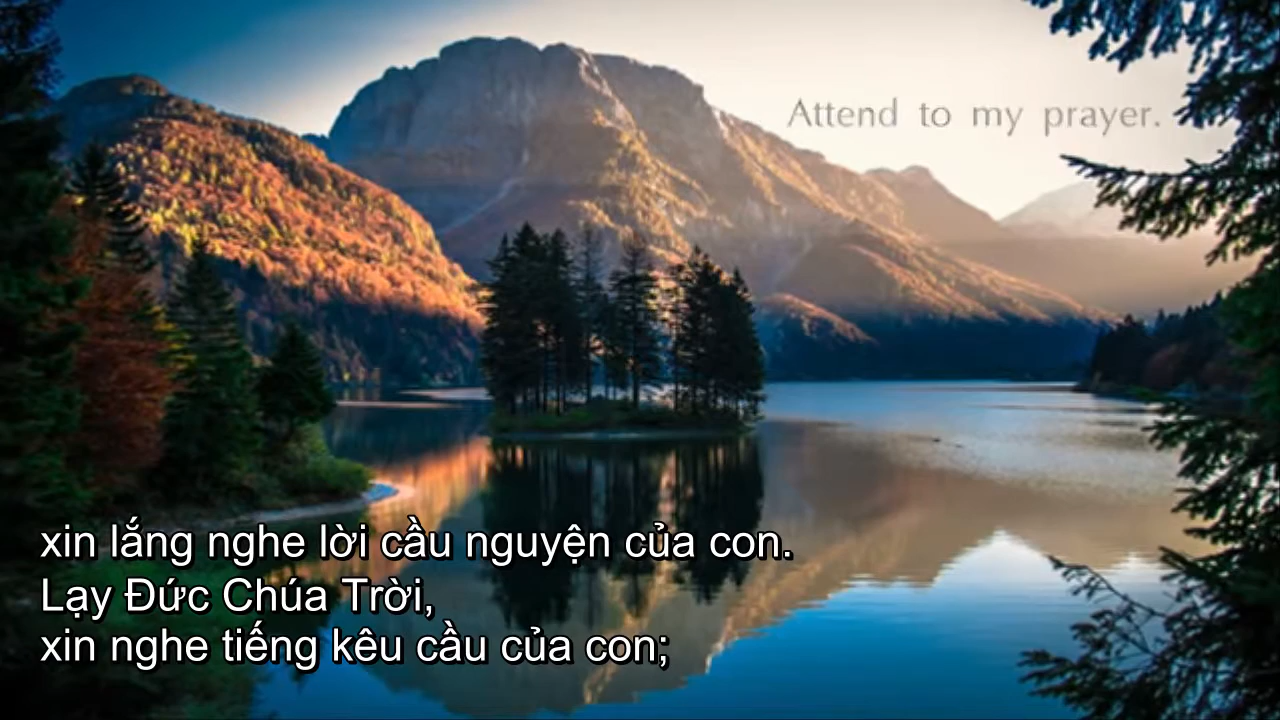 Attend to my prayer.
xin lắng nghe lời cầu nguyện của con.
Lạy Đức Chúa Trời,
xin nghe tiếng kêu cầu của con;